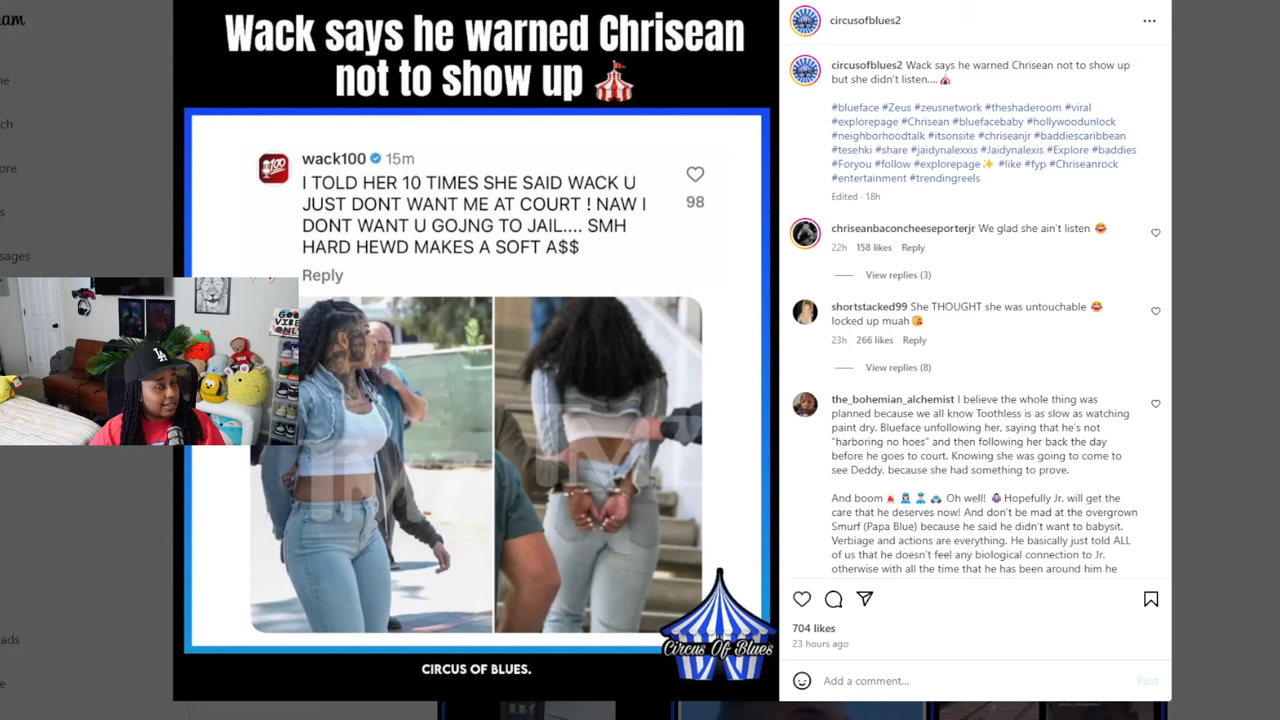 am
Wack says he warned Chrisean
not to show up
wack100 15m
I TOLD HER 10 TIMES SHE SAID WACK U
JUST DONT WANT ME AT COURT ! NAW I
DONT WANT U GOJNG TO JAIL.... SMH
HARD HEWD MAKES A SOFT A$$
98
Reply
GOOD
VIBES
ONLY
LA
Circus Of Blues
CIRCUS OF BLUES.
ne
ch
ore
s
sages
eads
e
circusofblues2
circusofblues2 Wack says he warned Chrisean not to show up
but she didn't listen....
#blueface #Zeus #zeusnetwork #theshaderoom #viral
#explorepage #Chrisean #bluefacebaby #hollywoodunlock
#neighborhoodtalk #itsonsite #chriseanjr #baddiescaribbean
#tesehki #share #jaidynalexxis #Jaidynalexis #Explore #baddies
#Foryou #follow #explorepage✨ #like #fyp #Chriseanrock
#entertainment #trendingreels
Edited · 18h
chriseanbaconcheeseporterjr We glad she ain't listen 😂
22h 158 likes Reply
View replies (3)
shortstacked99 She THOUGHT she was untouchable 😂
locked up muah😘
23h 266 likes Reply
View replies (8)
the_bohemian_alchemist I believe the whole thing was
planned because we all know Toothless is as slow as watching
paint dry. Blueface unfollowing her, saying that he's not
"harboring no hoes" and then following her back the day
before he goes to court. Knowing she was going to come to
see Deddy, because she had something to prove.
And boom Oh well! Hopefully Jr. will get the
care that he deserves now! And don't be mad at the overgrown
Smurf (Papa Blue) because he said he didn't want to babysit.
Verbiage and actions are everything. He basically just told ALL
of us that he doesn't feel any biological connection to Jr.
otherwise with all the time that he has been around him he
704 likes
23 hours ago
Add a comment...
Post